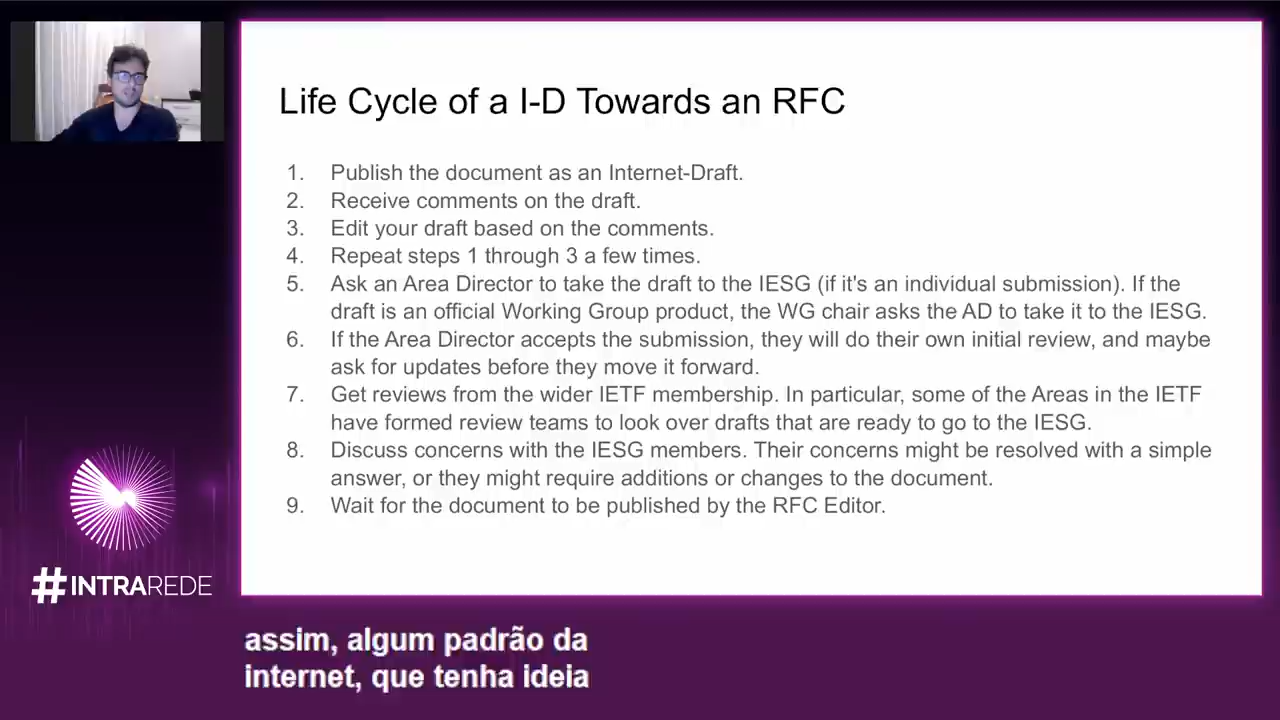 Life Cycle of a I-D Towards an RFC
1. Publish the document as an Internet-Draft.
2. Receive comments on the draft.
3. Edit your draft based on the comments.
4. Repeat steps 1 through 3 a few times.
5. Ask an Area Director to take the draft to the IESG (if it's an individual submission). If the
draft is an official Working Group product, the WG chair asks the AD to take it to the IESG.
6. If the Area Director accepts the submission, they will do their own initial review, and maybe
ask for updates before they move it forward.
7. Get reviews from the wider IETF membership. In particular, some of the Areas in the IETF
have formed review teams to look over drafts that are ready to go to the IESG.
8. Discuss concerns with the IESG members. Their concerns might be resolved with a simple
answer, or they might require additions or changes to the document.
9. Wait for the document to be published by the RFC Editor.
#INTRAREDE
assim, algum padrão da
internet, que tenha ideia